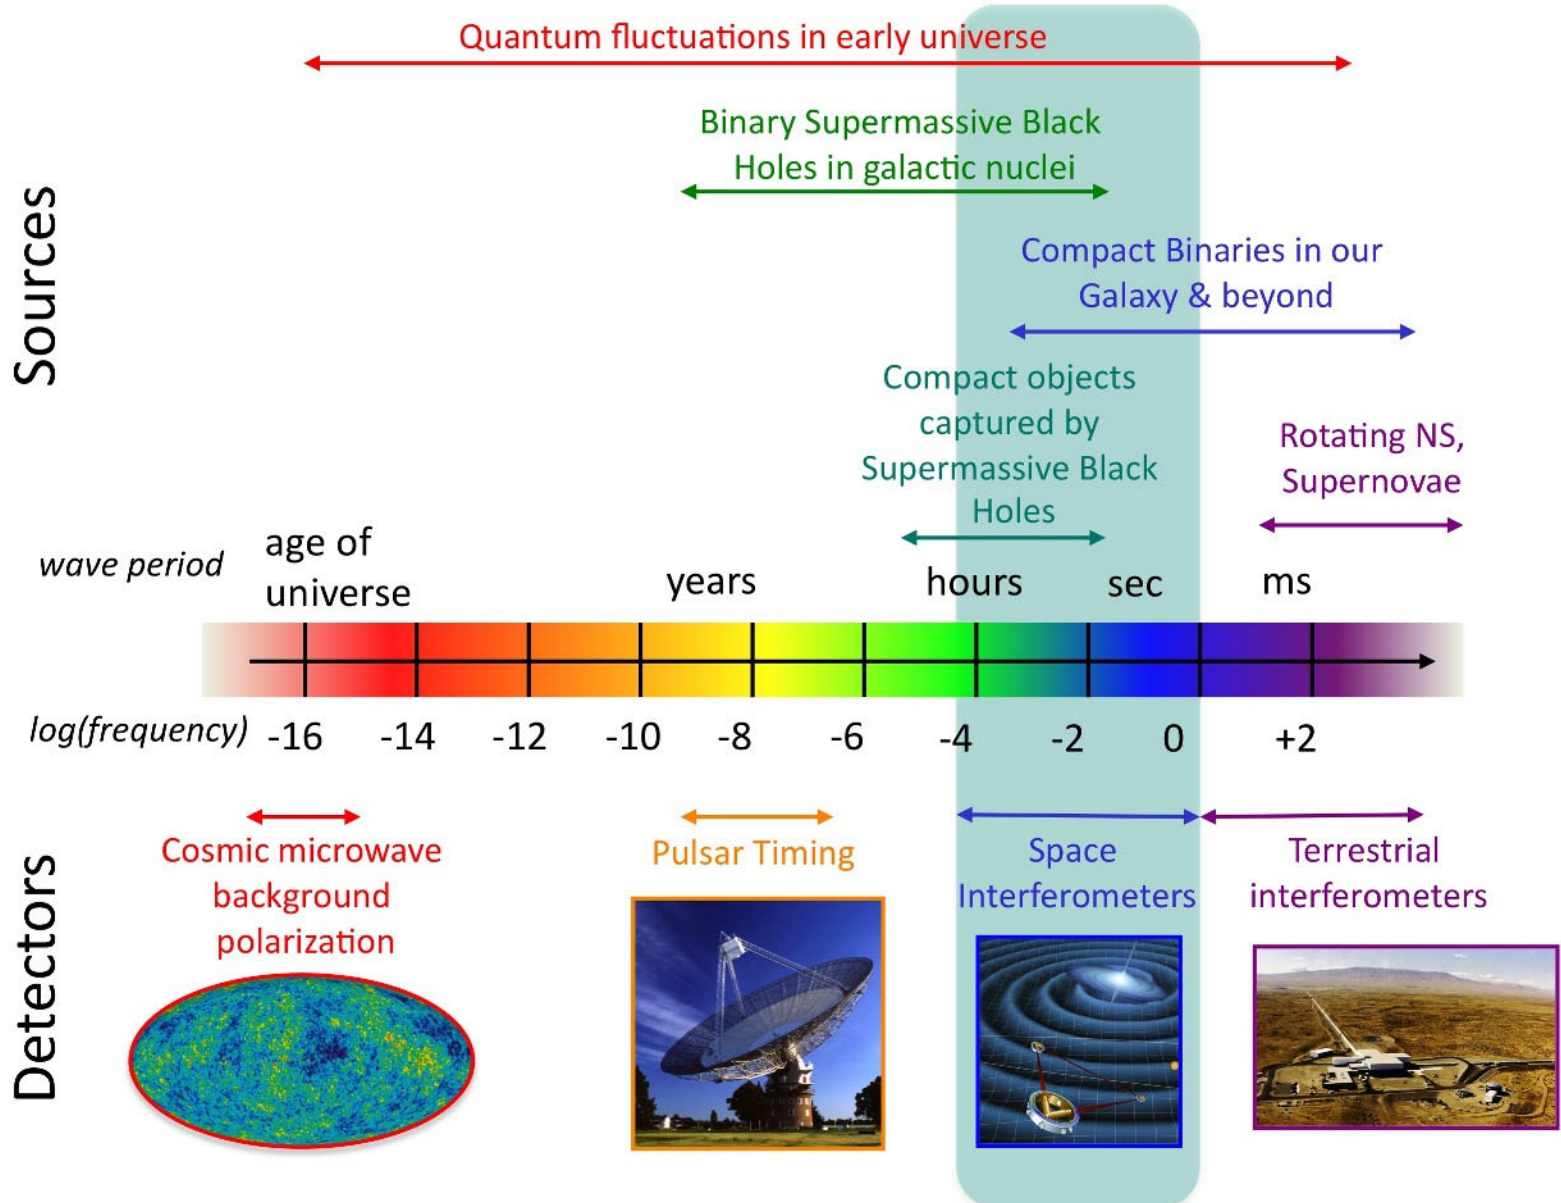 Quantum fluctuations in early universe
Binary Supermassive Black
Holes in galactic nuclei
Sources
Compact Binaries in our
Galaxy & beyond
Compact objects
captured by
Supermassive Black
Holes
Rotating NS,
Supernovae
wave period
age of
universe
years
hours
sec
ms
log(frequency)
-16
-14
-12
-10
-8
-6
-4
-2
0
+2
Detectors
Cosmic microwave
background
polarization
Pulsar Timing
Space
Interferometers
Terrestrial
interferometers